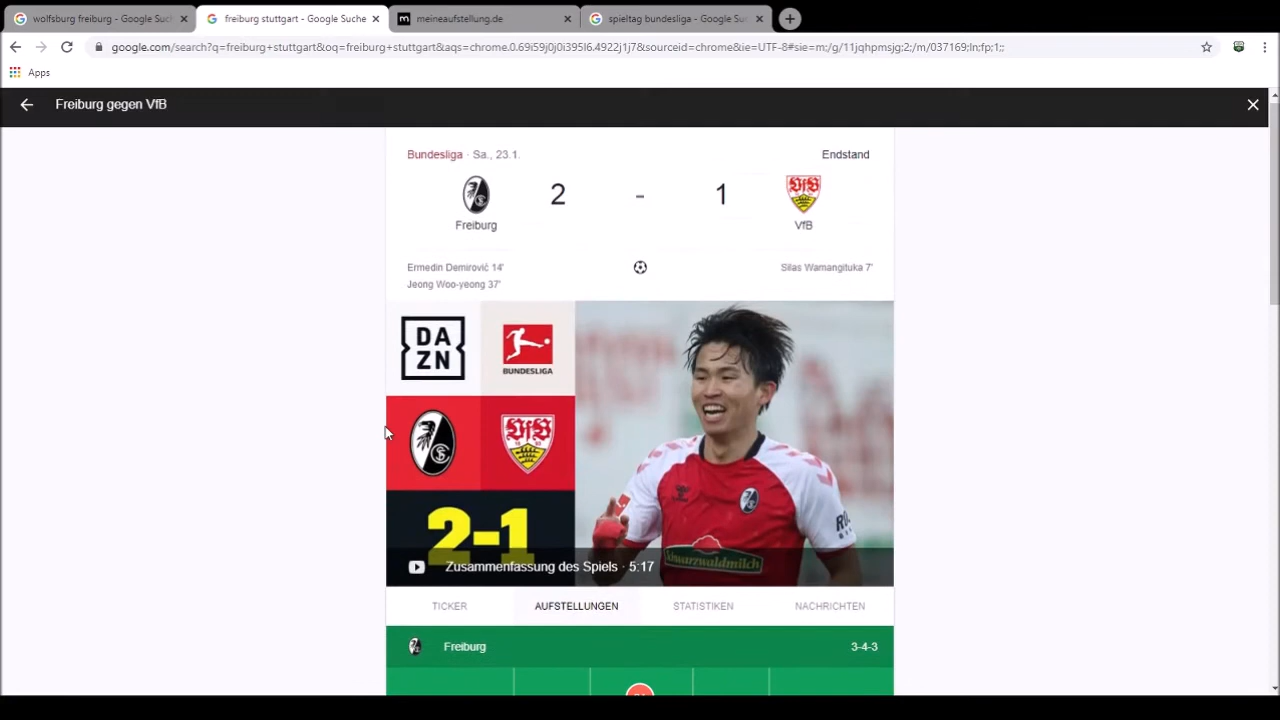 wolfsburg freiburg - Google Suc
freiburg stuttgart - Google Suche
meineaufstellung.de
spieltag bundesliga - Google Su
google.com/search?q=freiburg+stuttgart&oq=freiburg+stuttgart&aqs=chrome.0.69i59j0j0i395l6.4922j1j7&sourceid=chrome&ie=UTF-8#sie=m;/g/11jqhpmsjg;2;/m/037169;ln;fp;1;;
Apps
Freiburg gegen VfB
Bundesliga · Sa., 23.1.
Endstand
2 - 1
Freiburg
VfB
Ermedin Demirović 14'
Silas Wamangituka 7'
Jeong Woo-yeong 37'
DA
ZN
BUNDESLIGA
VfB
2-1
Schwarzwaldmilch
Zusammenfassung des Spiels · 5:17
TICKER
AUFSTELLUNGEN
STATISTIKEN
NACHRICHTEN
Freiburg
3-4-3